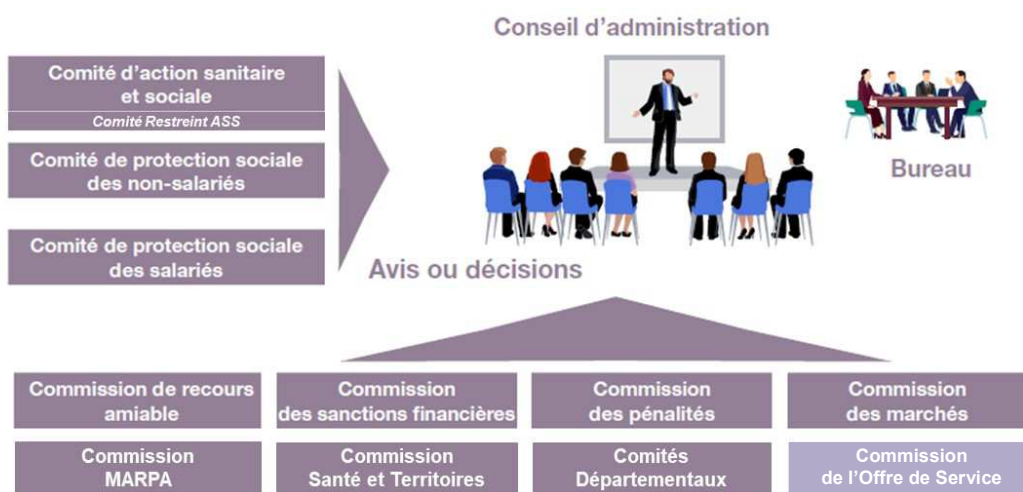 Conseil d'administration
Comité d'action sanitaire
et sociale
Comité Restreint ASS
Comité de protection sociale
des non-salariés
Comité de protection sociale
des salariés
Bureau
Avis ou décisions
Commission de recours
amiable
Commission
des sanctions financières
Commission
des pénalités
Commission
des marchés
Commission
MARPA
Commission
Santé et Territoires
Comités
Départementaux
Commission
de l'Offre de Service